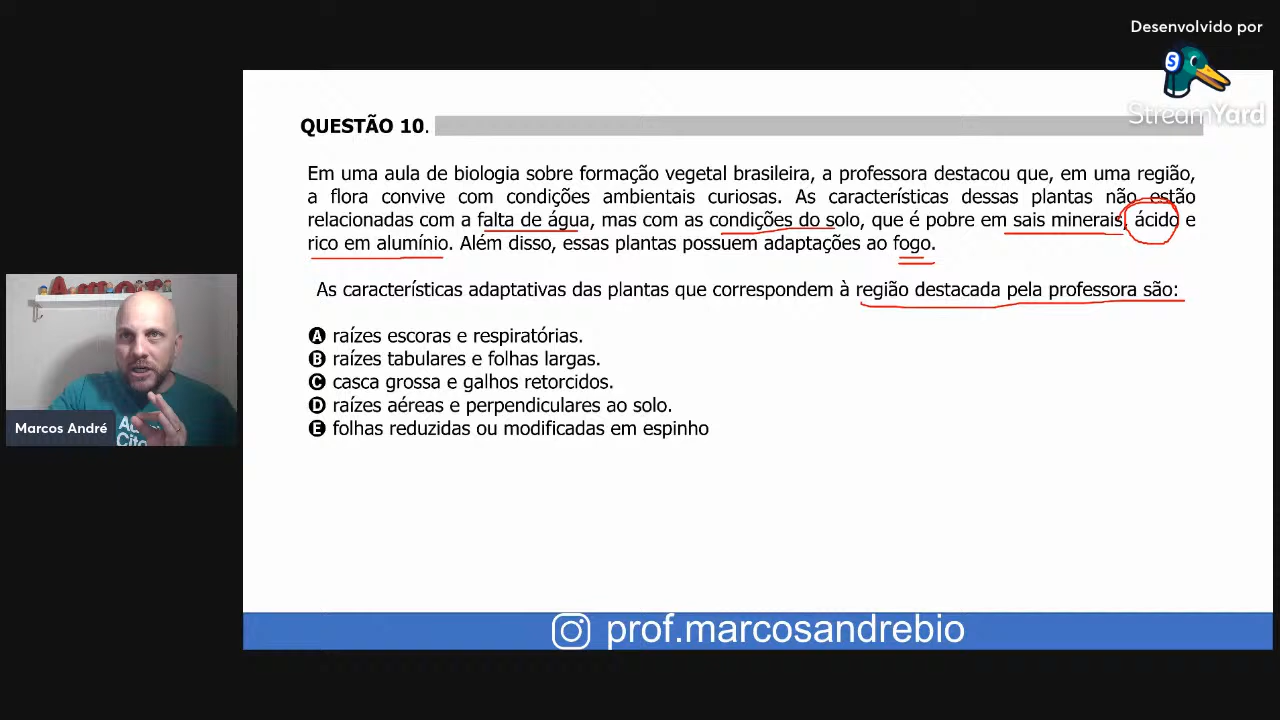 Desenvolvido por
S
StreamYard
QUESTÃO 10.
Em uma aula de biologia sobre formação vegetal brasileira, a professora destacou que, em uma região,
a flora convive com condições ambientais curiosas. As características dessas plantas não estão
relacionadas com a falta de água, mas com as condições do solo, que é pobre em sais minerais, ácido e
rico em alumínio. Além disso, essas plantas possuem adaptações ao fogo.
As características adaptativas das plantas que correspondem à região destacada pela professora são:
A raízes escoras e respiratórias.
B raízes tabulares e folhas largas.
C casca grossa e galhos retorcidos.
D raízes aéreas e perpendiculares ao solo.
E folhas reduzidas ou modificadas em espinho
Marcos André
prof.marcosandrebio